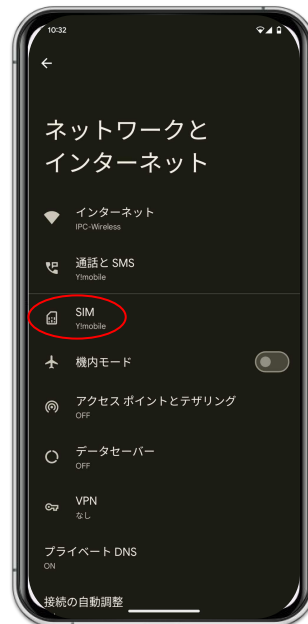 10:32
ネットワークと
インターネット
インターネット
IPC-Wireless
通話と SMS
Y!mobile
SIM
Y!mobile
機内モード
アクセス ポイントとテザリング
OFF
データセーバー
OFF
VPN
なし
プライベート DNS
ON
接続の自動調整